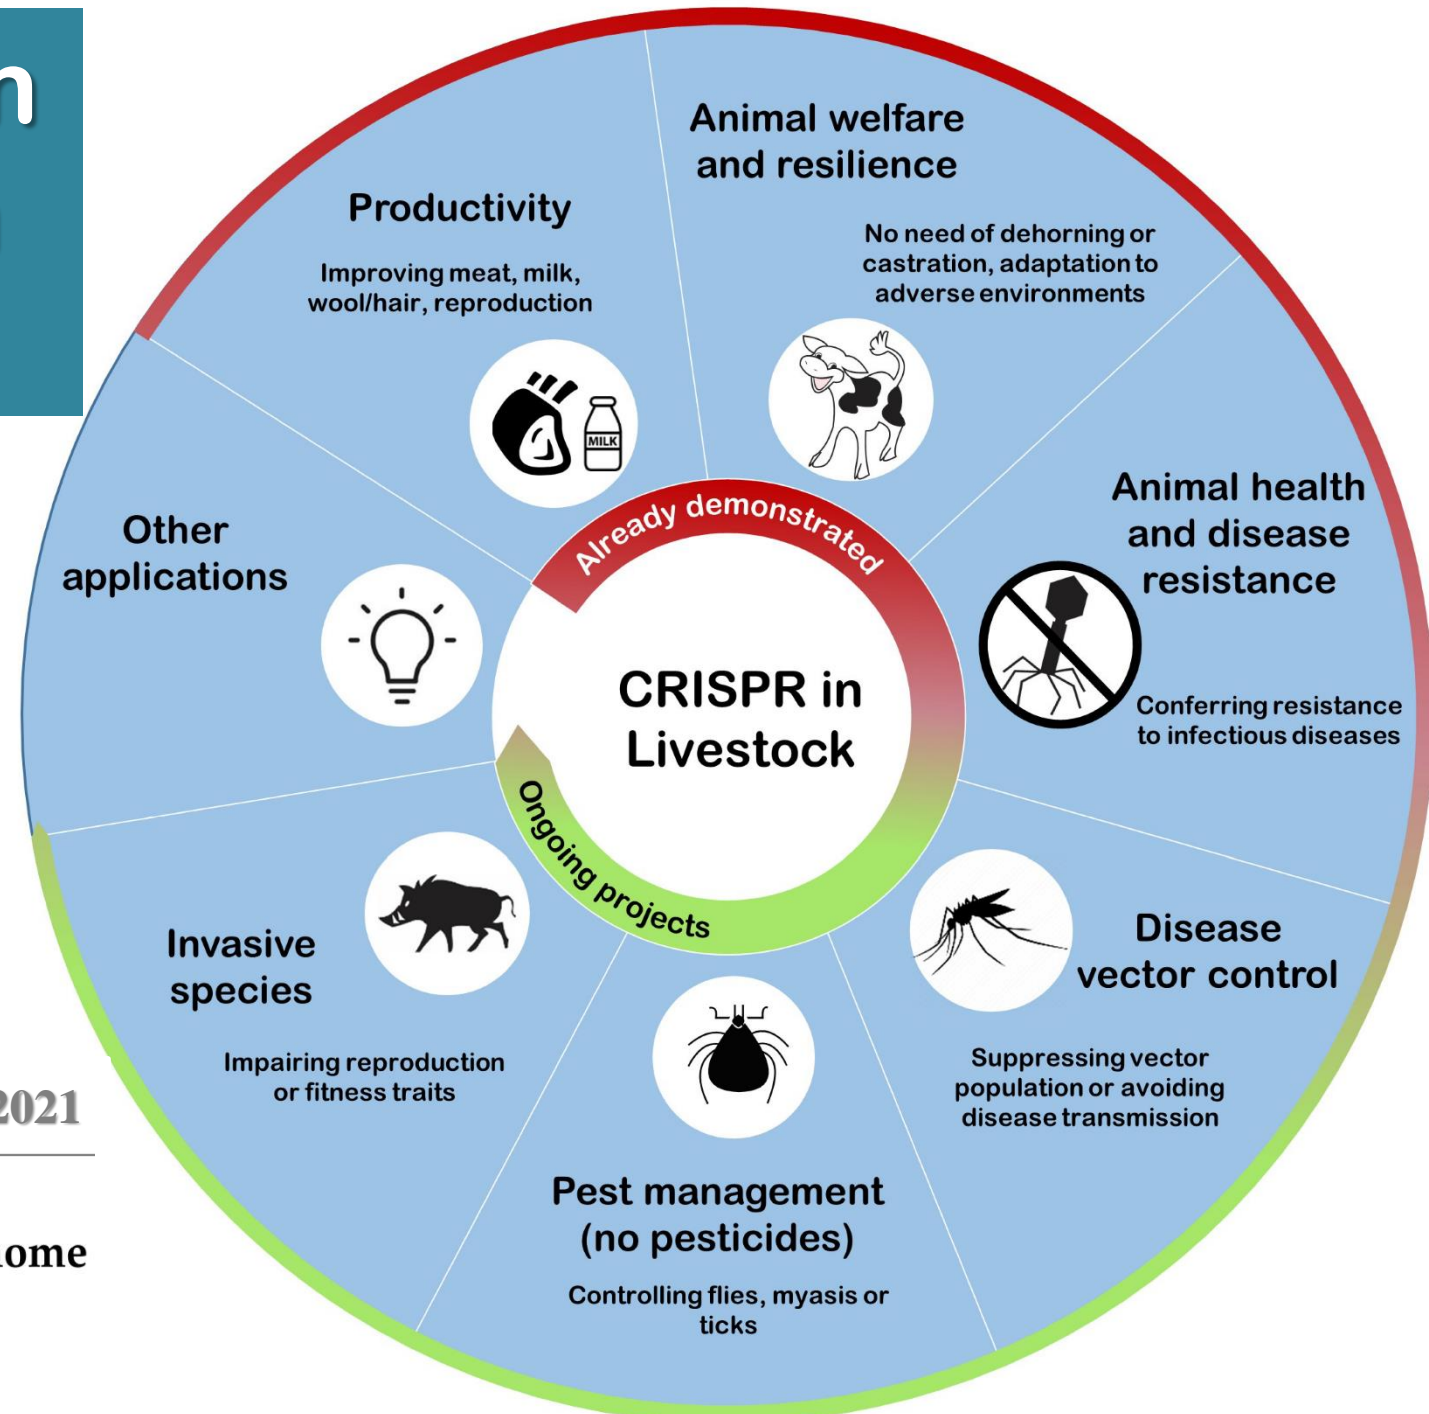 n
Animal welfare
and resilience
No need of dehorning or
castration, adaptation to
adverse environments
Productivity
Improving meat, milk,
wool/hair, reproduction
MILK
Animal health
and disease
resistance
Conferring resistance
to infectious diseases
Other
applications
Already demonstrated
CRISPR in
Livestock
Ongoing projects
Disease
vector control
Suppressing vector
population or avoiding
disease transmission
Invasive
species
Impairing reproduction
or fitness traits
Pest management
(no pesticides)
Controlling flies, myasis or
ticks
2021
ome